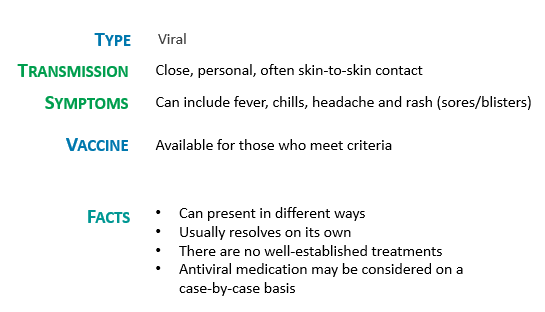 TYPE Viral
TRANSMISSION Close, personal, often skin-to-skin contact
SYMPTOMS Can include fever, chills, headache and rash (sores/blisters)
VACCINE Available for those who meet criteria
FACTS • Can present in different ways
• Usually resolves on its own
• There are no well-established treatments
• Antiviral medication may be considered on a
case-by-case basis